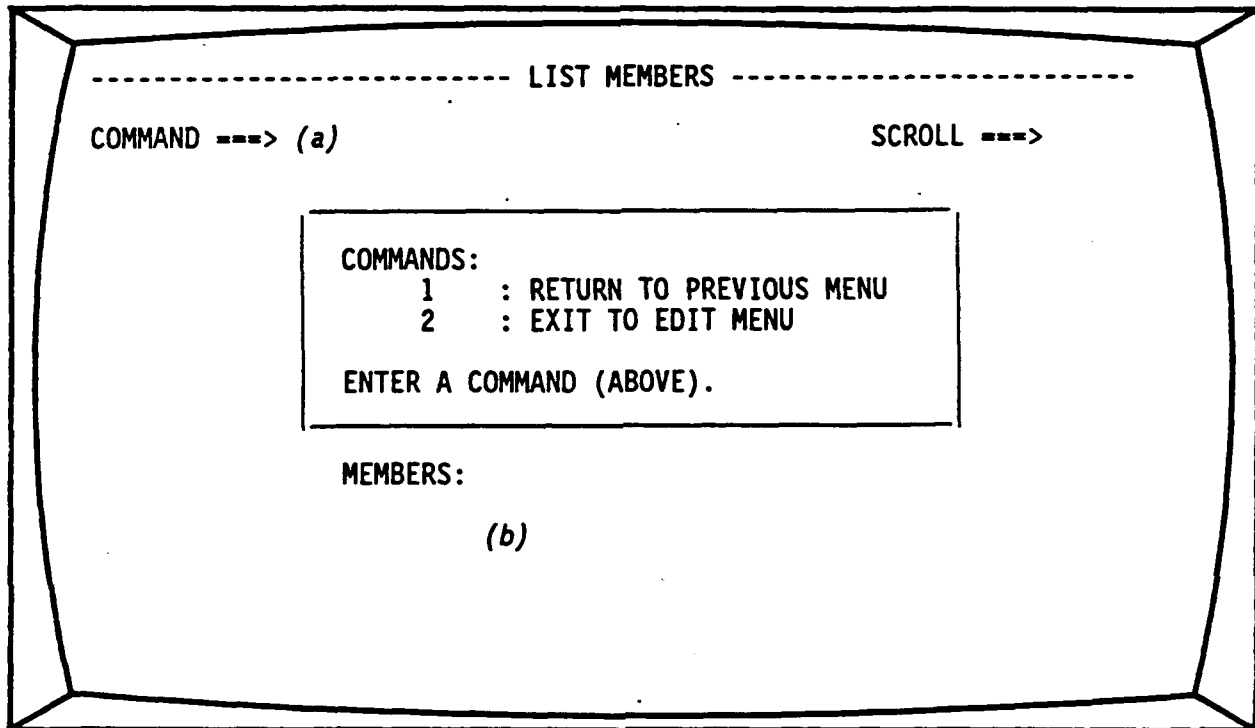 --------------------------- LIST MEMBERS --------------------------
COMMAND ===> (a) SCROLL ===>
COMMANDS:
1 : RETURN TO PREVIOUS MENU
2 : EXIT TO EDIT MENU
ENTER A COMMAND (ABOVE).
MEMBERS:
(b)